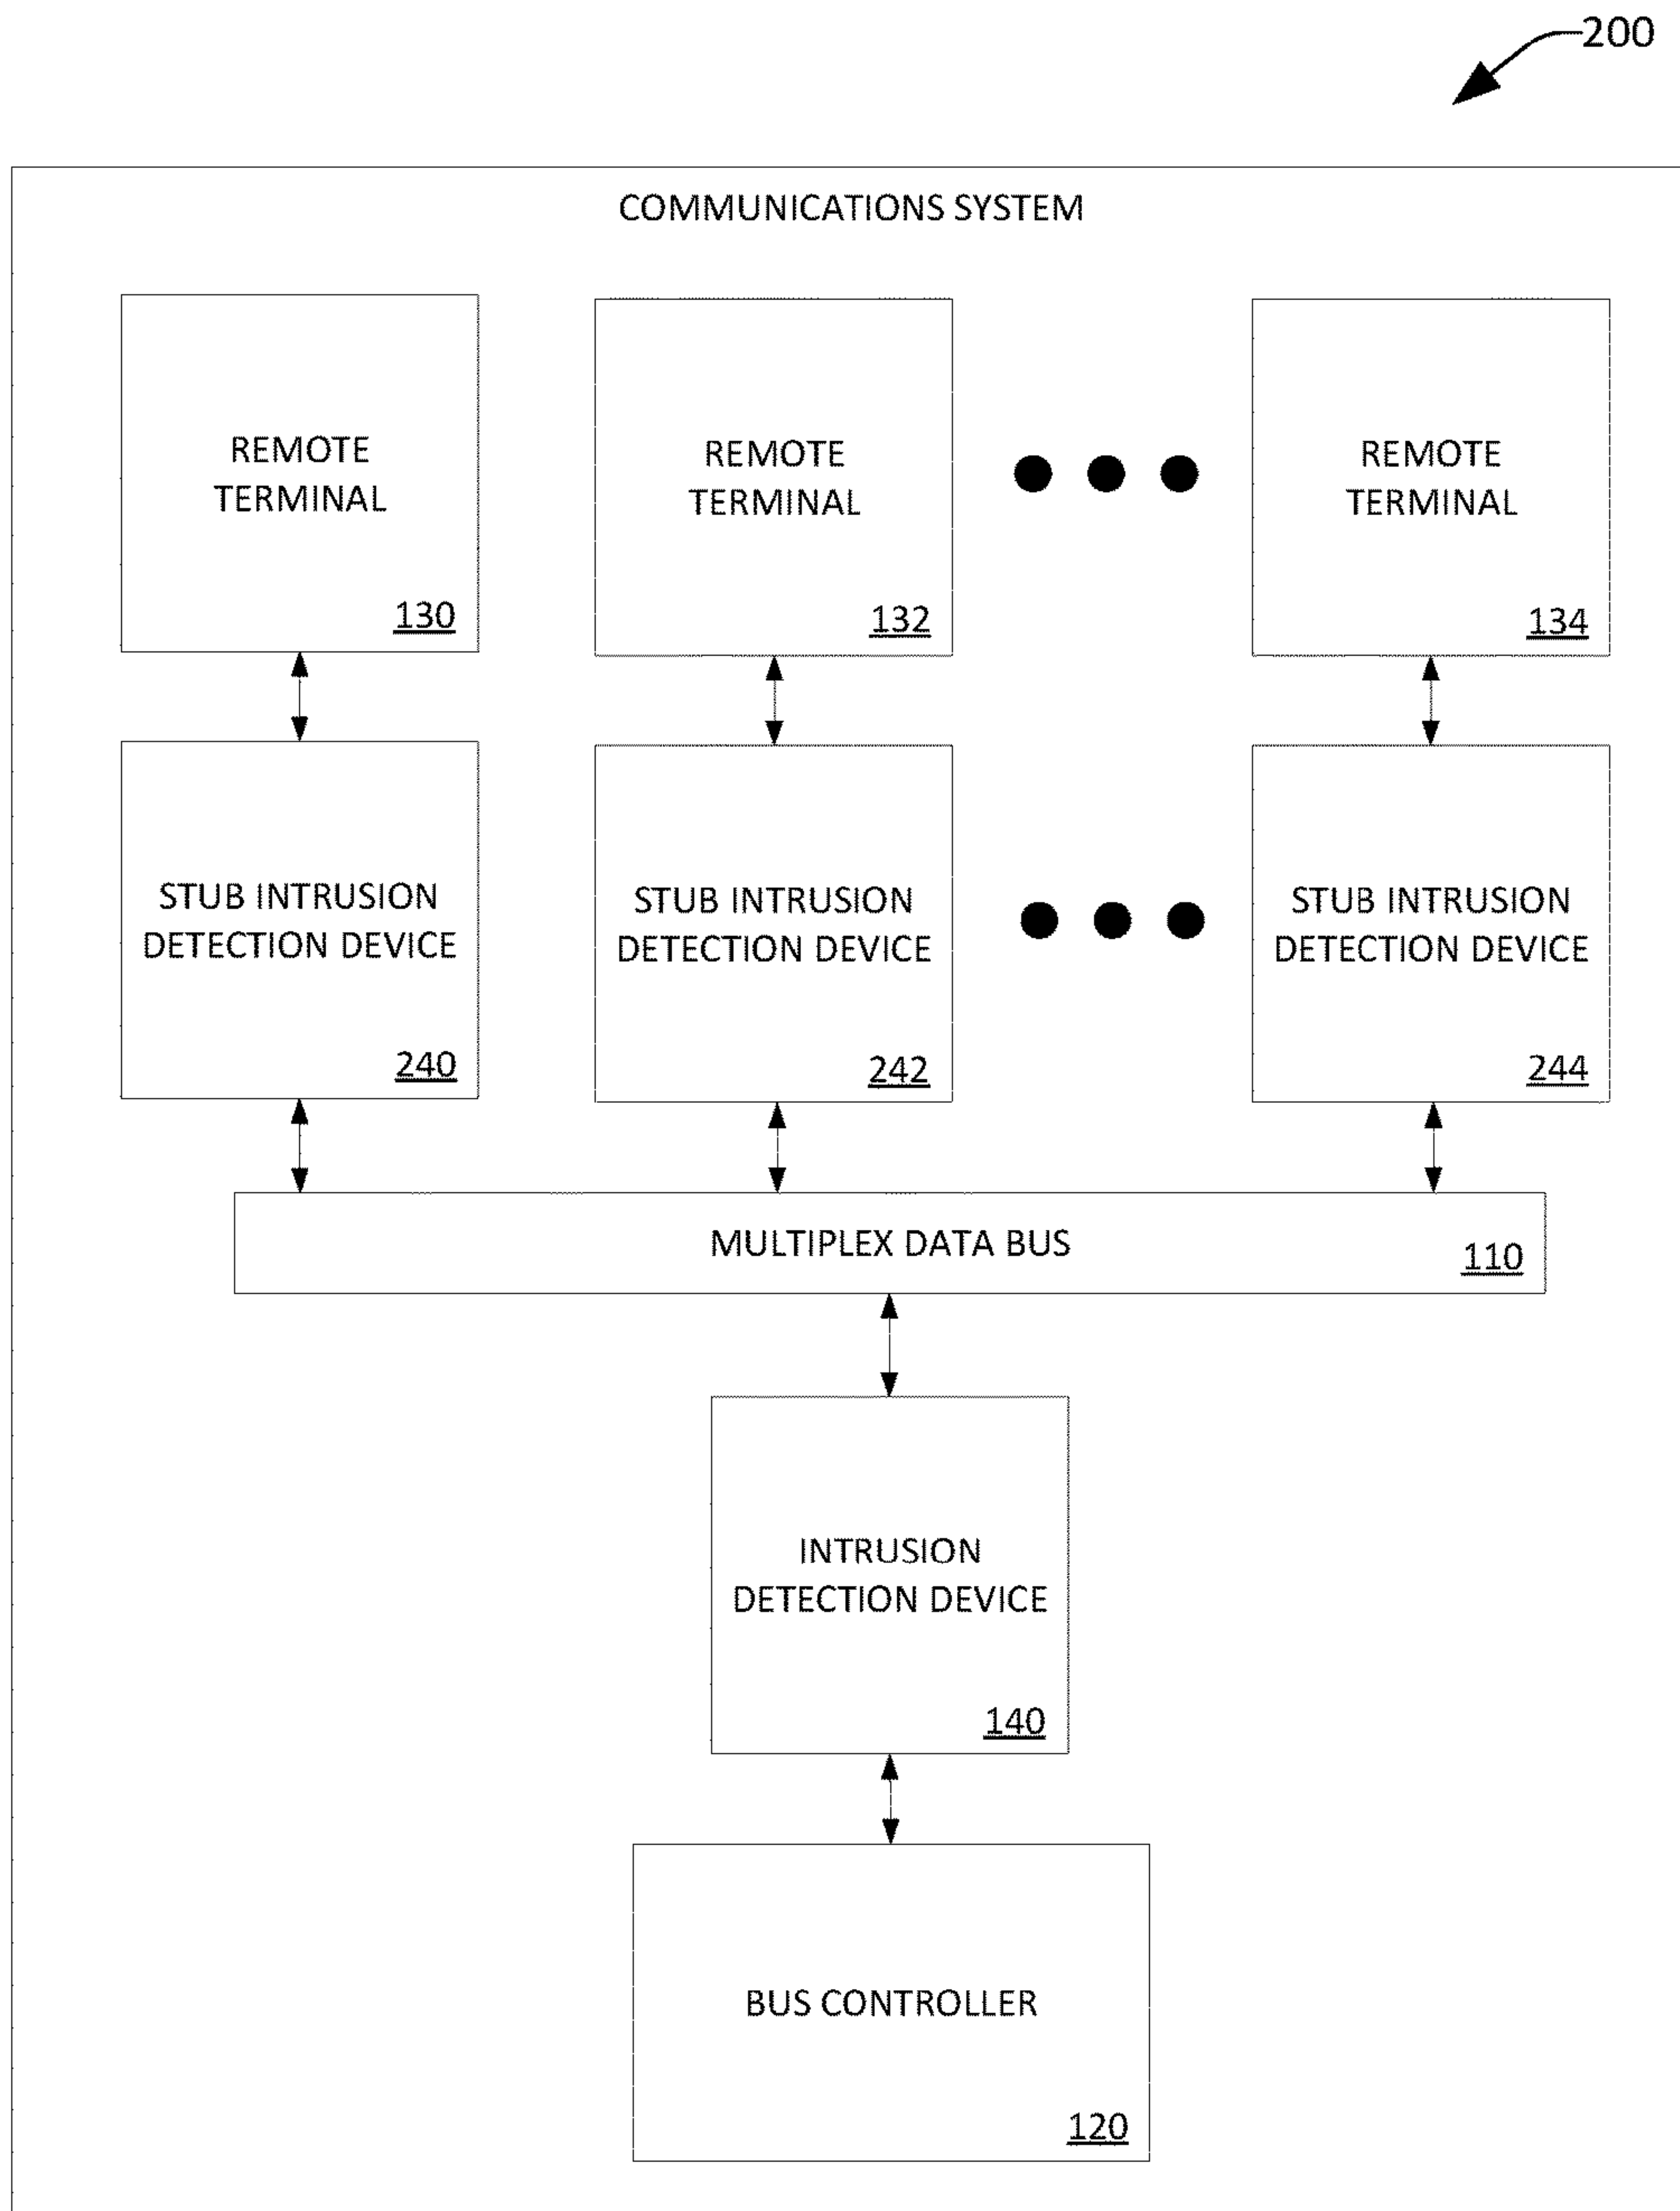 200
COMMUNICATIONS SYSTEM
REMOTE
TERMINAL
130
REMOTE
TERMINAL
132
REMOTE
TERMINAL
134
STUB INTRUSION
DETECTION DEVICE
240
STUB INTRUSION
DETECTION DEVICE
242
STUB INTRUSION
DETECTION DEVICE
244
MULTIPLEX DATA BUS
110
INTRUSION
DETECTION DEVICE
140
BUS CONTROLLER
120